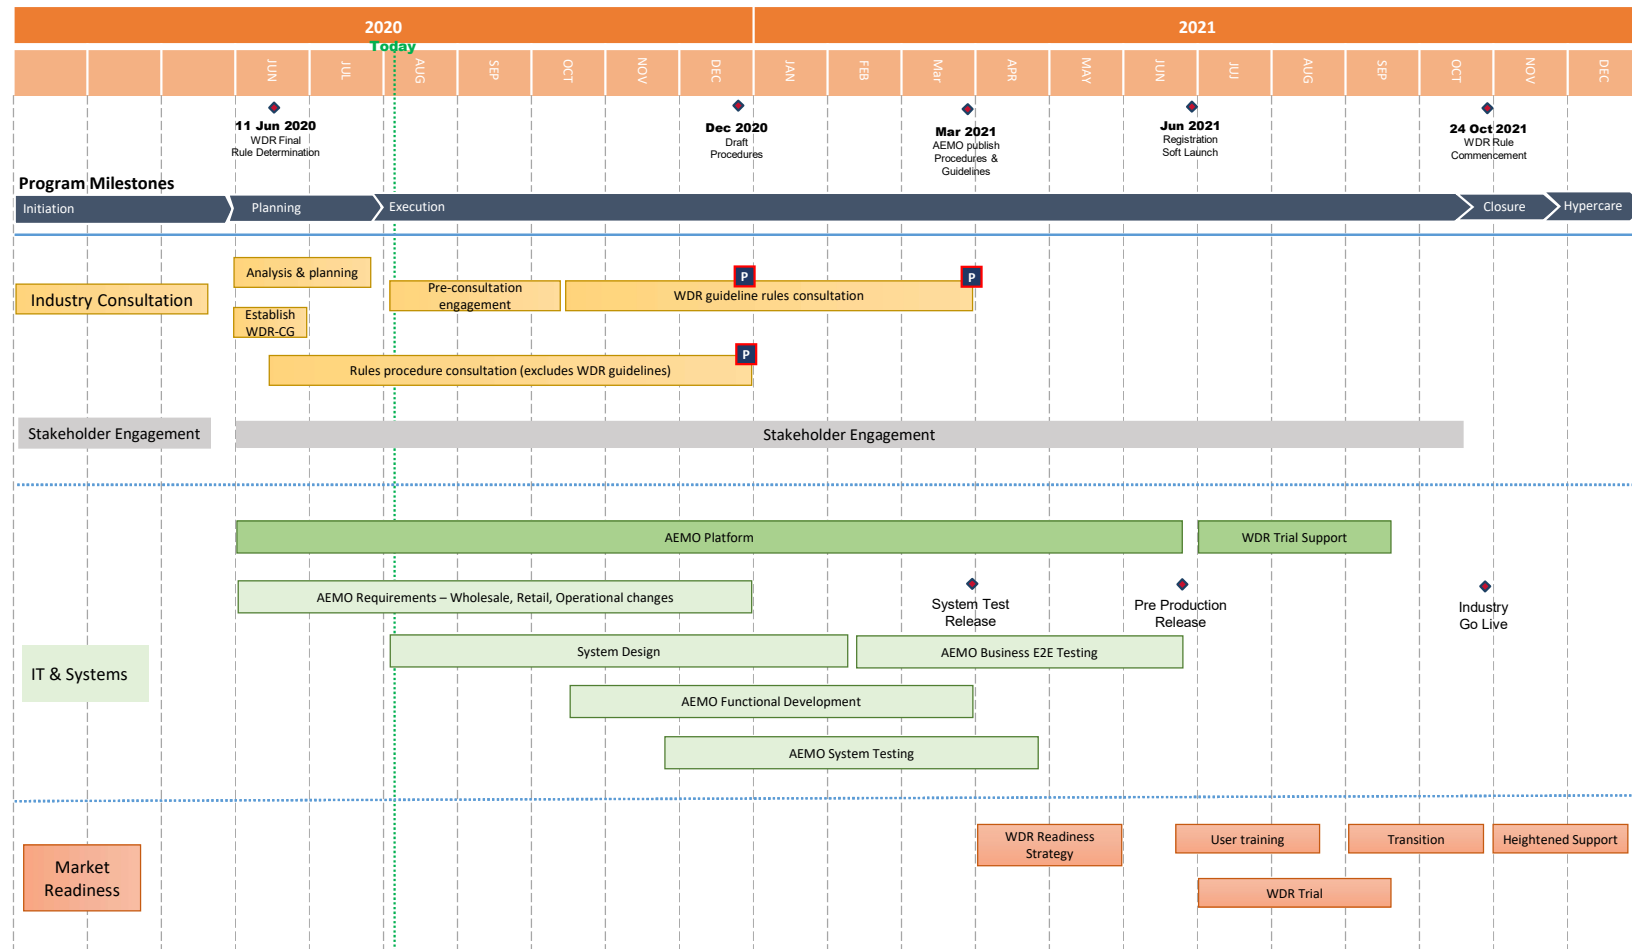 2020
2021
Today
JUN
JUL
AUG
SEP
OCT
NOV
DEC
JAN
FEB
Mar
APR
MAY
JUN
JUJ
AUG
SEP
OCT
NOV
DEC
11 Jun 2020
WDR Final
Rule Determination
Dec 2020
Draft
Procedures
Mar 2021
AEMO publish
Procedures &
Guidelines
Jun 2021
Registration
Soft Launch
24 Oct 2021
WDR Rule
Commencement
Program Milestones
Initiation
Planning
Execution
Closure
Hypercare
Industry Consultation
Analysis & planning
Establish
WDR-CG
Pre-consultation
engagement
WDR guideline rules consultation
P
P
Rules procedure consultation (excludes WDR guidelines)
P
Stakeholder Engagement
Stakeholder Engagement
AEMO Platform
WDR Trial Support
AEMO Requirements – Wholesale, Retail, Operational changes
System Test
Release
Pre Production
Release
Industry
Go Live
IT & Systems
System Design
AEMO Business E2E Testing
AEMO Functional Development
AEMO System Testing
Market
Readiness
WDR Readiness
Strategy
User training
Transition
Heightened Support
WDR Trial